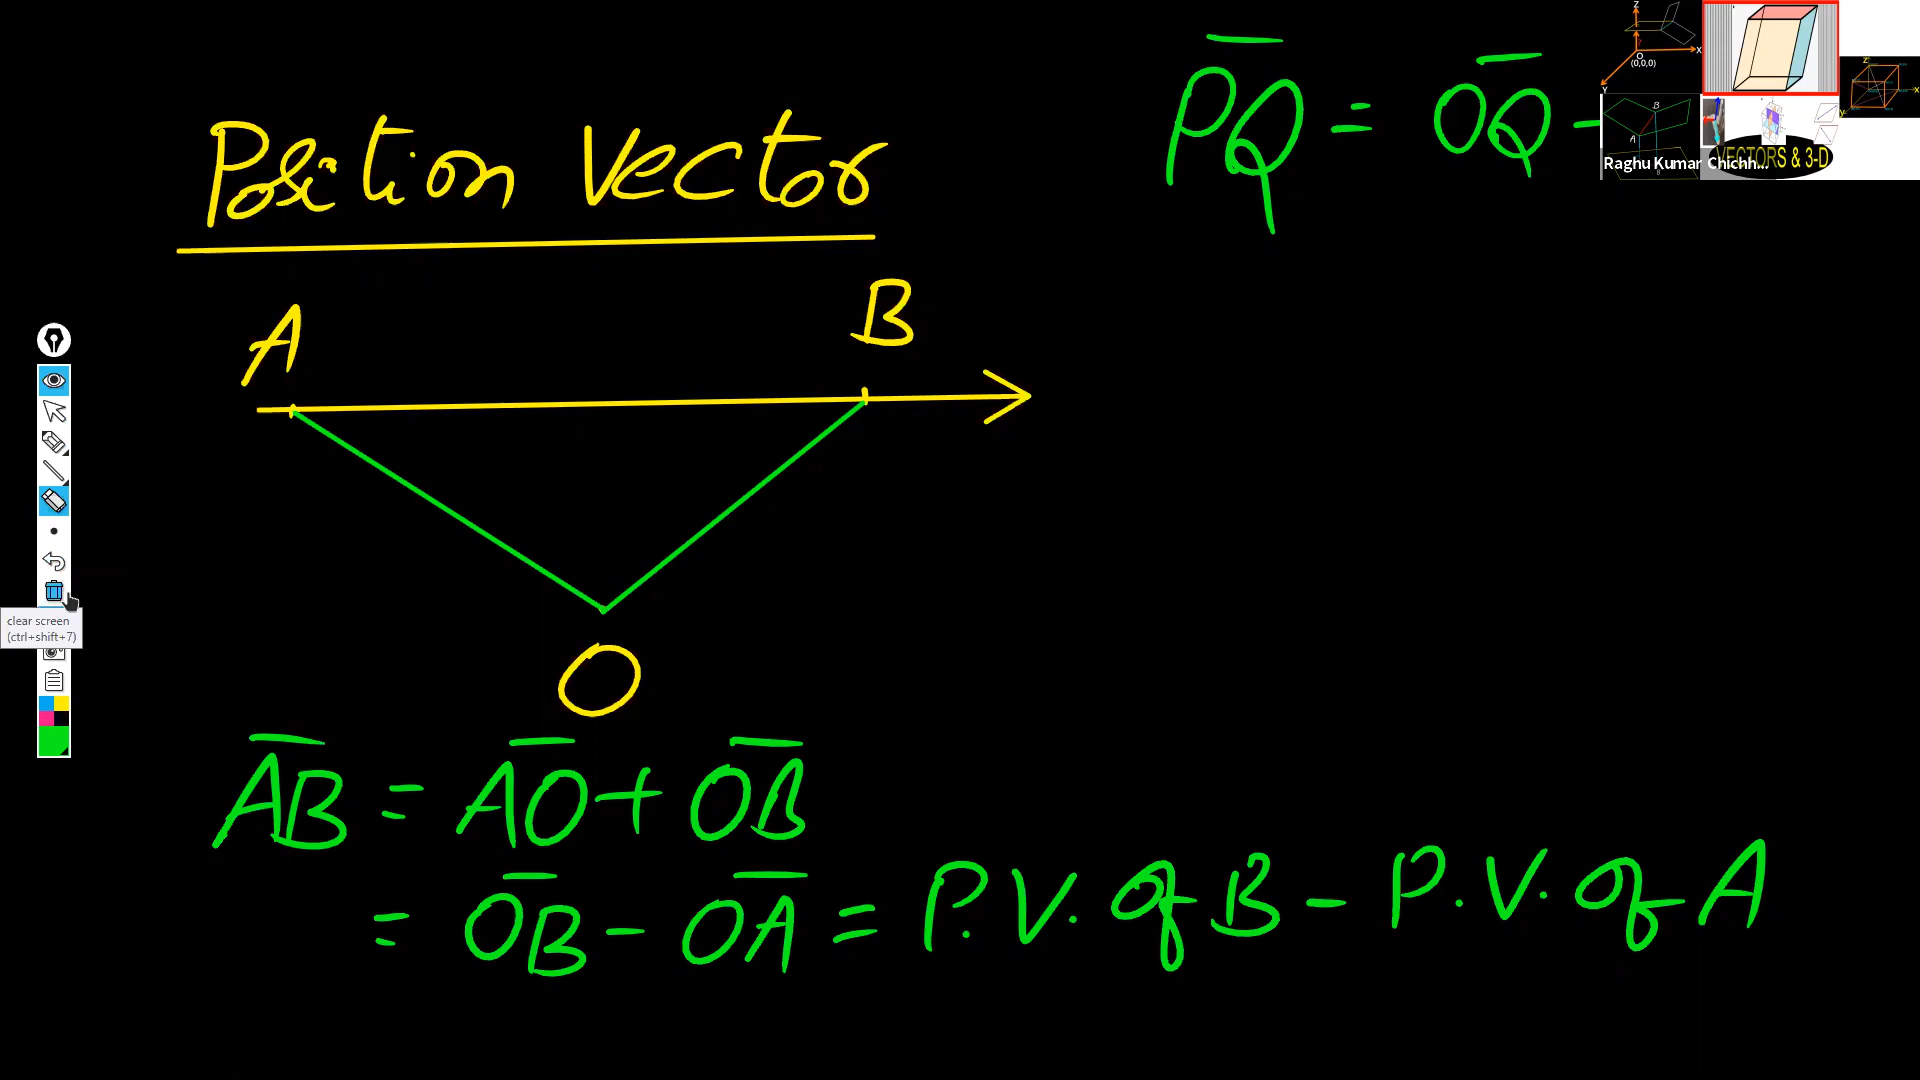 Position Vector
PQ = OQ -
A
B
O
AB = AO + OB
= OB - OA = P.V. of B - P.V. of A
clear screen
(ctrl+shift+7)
Z
X
O
(0,0,0)
Y
B
A
Raghu Kumar Chichh...
VECTORS & 3-D
Z
X
Y